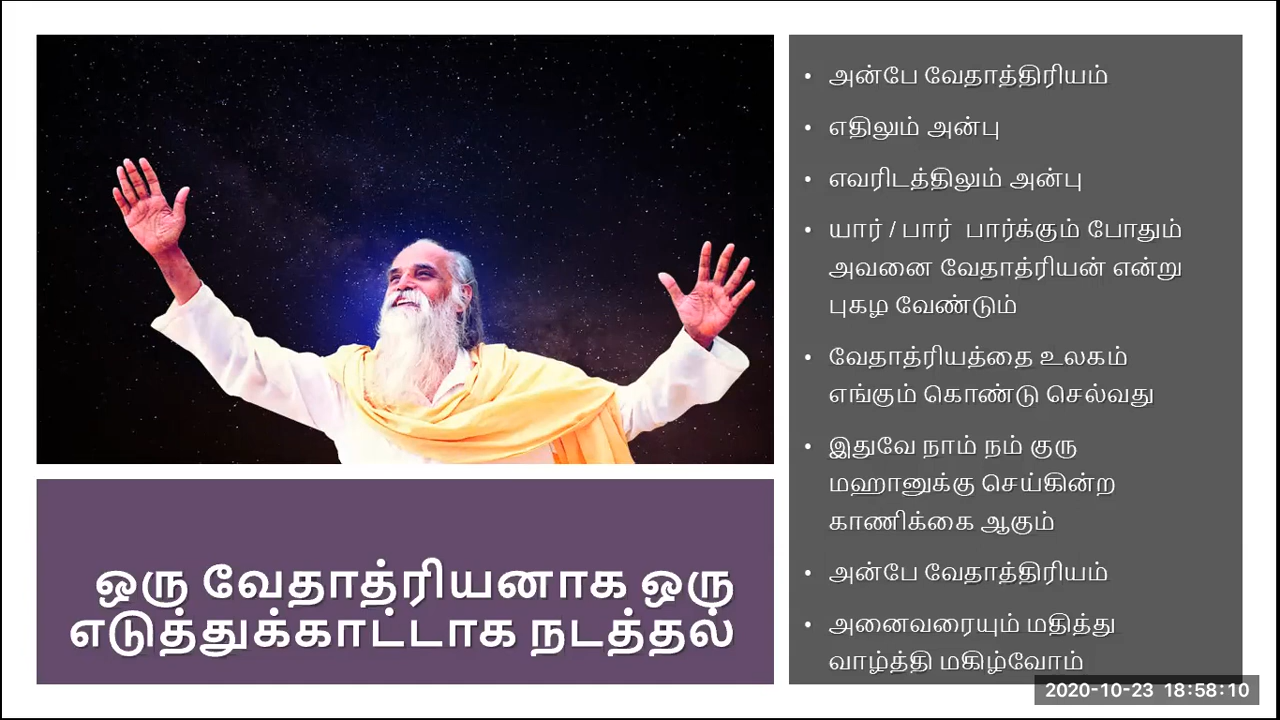 ஒரு வேதாத்ரியனாக ஒரு
எடுத்துக்காட்டாக நடத்தல்
• அன்பே வேதாத்திரியம்
• எதிலும் அன்பு
• எவரிடத்திலும் அன்பு
• யார் / பார் பார்க்கும் போதும்
அவனை வேதாத்ரியன் என்று
புகழ வேண்டும்
• வேதாத்ரியத்தை உலகம்
எங்கும் கொண்டு செல்வது
• இதுவே நாம் நம் குரு
மஹானுக்கு செய்கின்ற
காணிக்கை ஆகும்
• அன்பே வேதாத்திரியம்
• அனைவரையும் மதித்து
வாழ்த்தி மகிழ்வோம்
2020-10-23 18:58:10